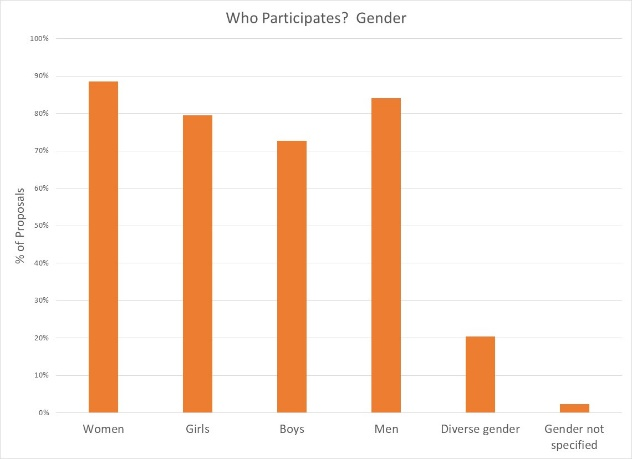 Who Participates?  Gender
100%
90%
80%
70%
60%
50%
40%
30%
20%
10%
0%
% of Proposals
Women
Girls
Boys
Men
Diverse gender
Gender not
specified